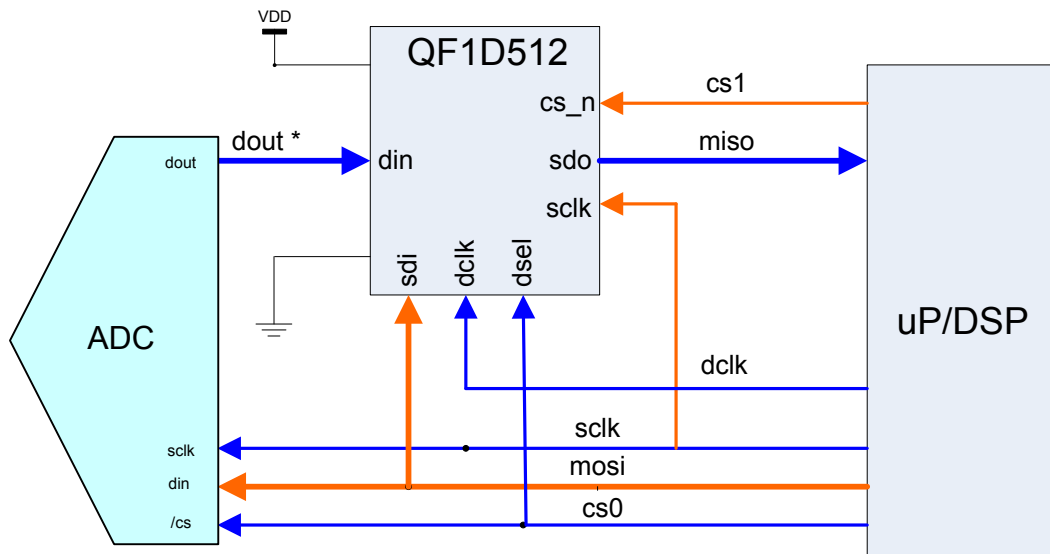 VDD
QF1D512
cs_n
cs1
dout
dout *
din
sdo
miso
sclk
sdi
dclk
dsel
ADC
uP/DSP
dclk
sclk
sclk
din
mosi
/cs
cs0